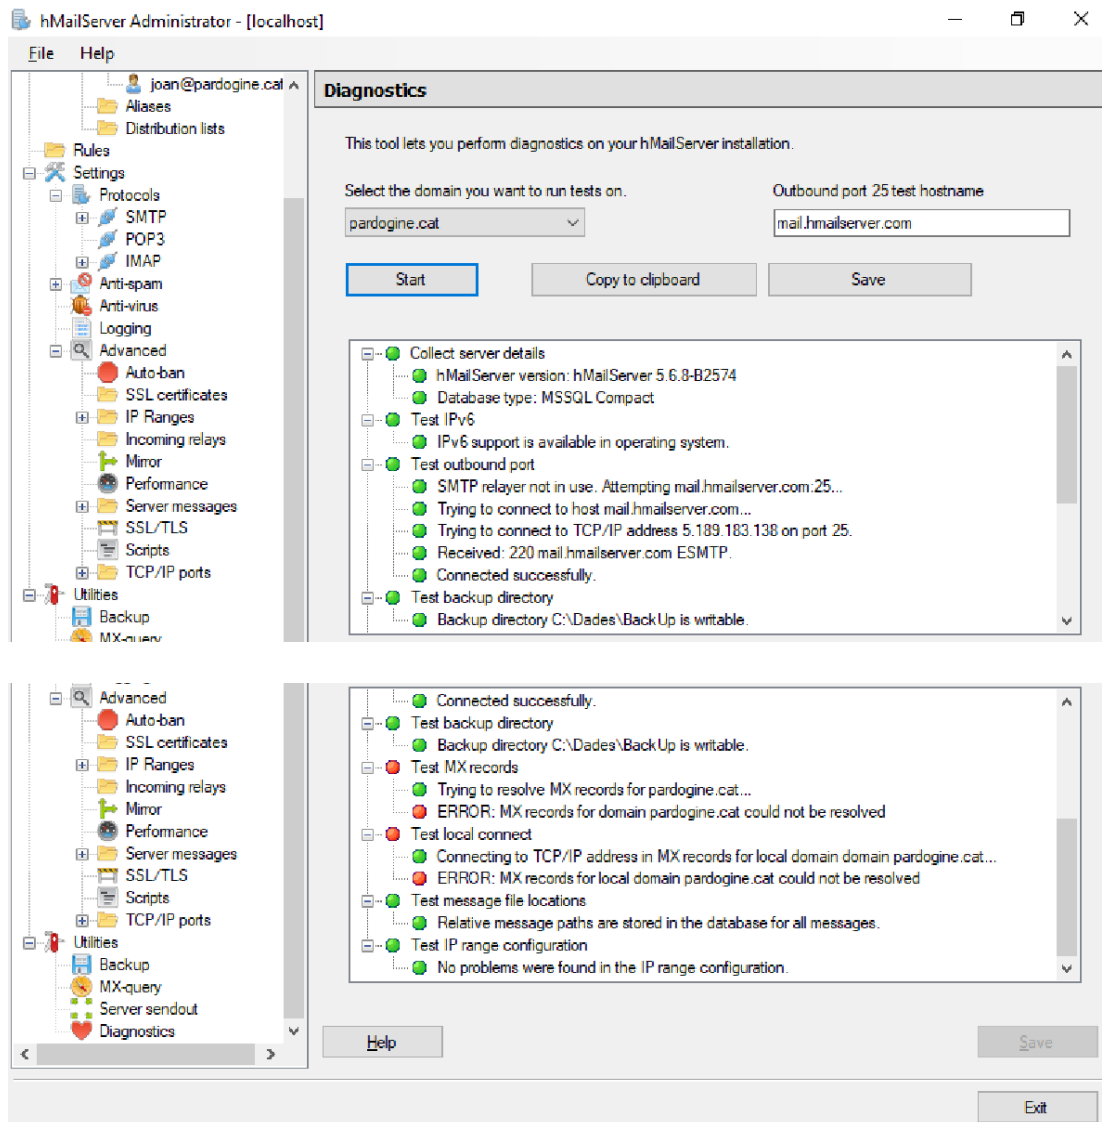 hMailServer Administrator - [localhost]
File Help
joan@pardogine.cat
Aliases
Distribution lists
Rules
Settings
Protocols
SMTP
POP3
IMAP
Anti-spam
Anti-virus
Logging
Advanced
Auto-ban
SSL certificates
IP Ranges
Incoming relays
Mirror
Performance
Server messages
SSL/TLS
Scripts
TCP/IP ports
Utilities
Backup
MX-query
Diagnostics
This tool lets you perform diagnostics on your hMailServer installation.
Select the domain you want to run tests on.
Outbound port 25 test hostname
pardogine.cat
mail.hmailserver.com
Start
Copy to clipboard
Save
Collect server details
hMailServer version: hMailServer 5.6.8-B2574
Database type: MSSQL Compact
Test IPv6
IPv6 support is available in operating system.
Test outbound port
SMTP relayer not in use. Attempting mail.hmailserver.com:25...
Trying to connect to host mail.hmailserver.com...
Trying to connect to TCP/IP address 5.189.183.138 on port 25.
Received: 220 mail.hmailserver.com ESMTP.
Connected successfully.
Test backup directory
Backup directory C:\Dades\BackUp is writable.
Advanced
Auto-ban
SSL certificates
IP Ranges
Incoming relays
Mirror
Performance
Server messages
SSL/TLS
Scripts
TCP/IP ports
Utilities
Backup
MX-query
Server sendout
Diagnostics
Connected successfully.
Test backup directory
Backup directory C:\Dades\BackUp is writable.
Test MX records
Trying to resolve MX records for pardogine.cat...
ERROR: MX records for domain pardogine.cat could not be resolved
Test local connect
Connecting to TCP/IP address in MX records for local domain domain pardogine.cat...
ERROR: MX records for local domain pardogine.cat could not be resolved
Test message file locations
Relative message paths are stored in the database for all messages.
Test IP range configuration
No problems were found in the IP range configuration.
Help
Save
Exit